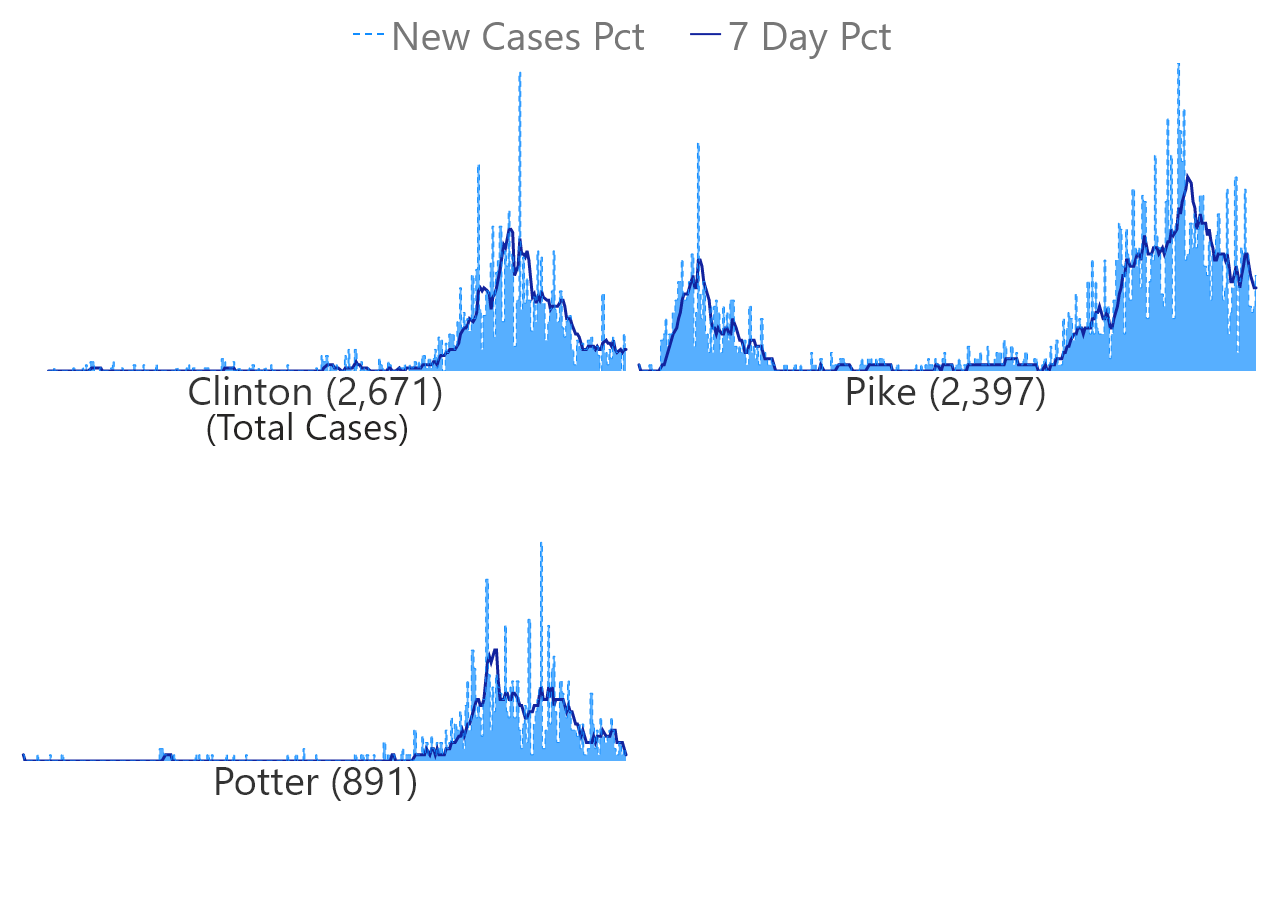 New Cases Pct 7 Day Pct
Clinton (2,671) Pike (2,397)
(Total Cases)
Potter (891)